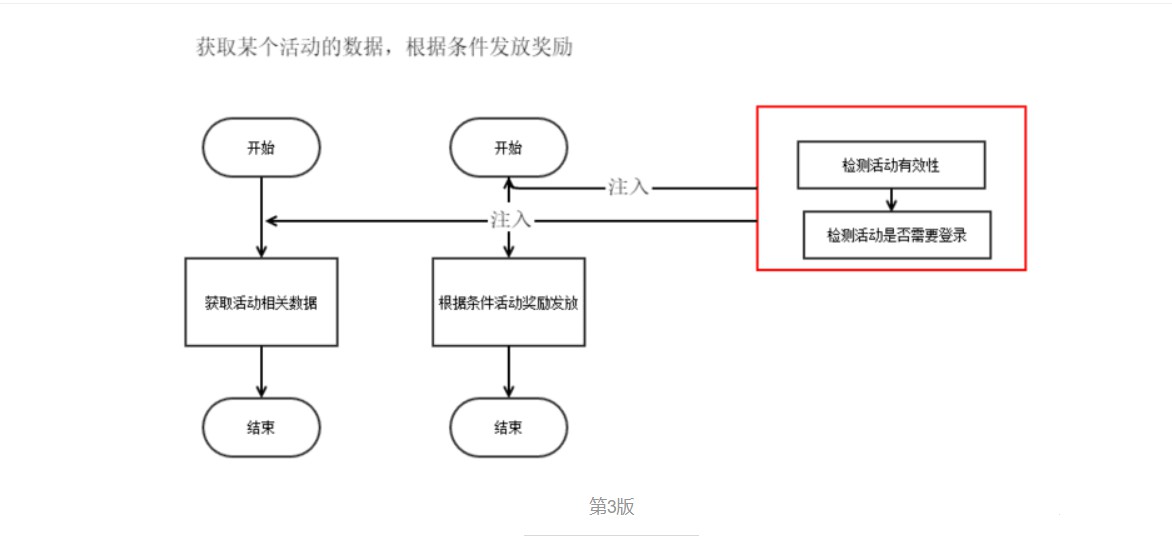 获取某个活动的数据，根据条件发放奖励
开始
开始
检测活动有效性
注入
注入
检测活动是否需要登录
获取活动相关数据
根据条件活动奖励发放
结束
结束
第3版